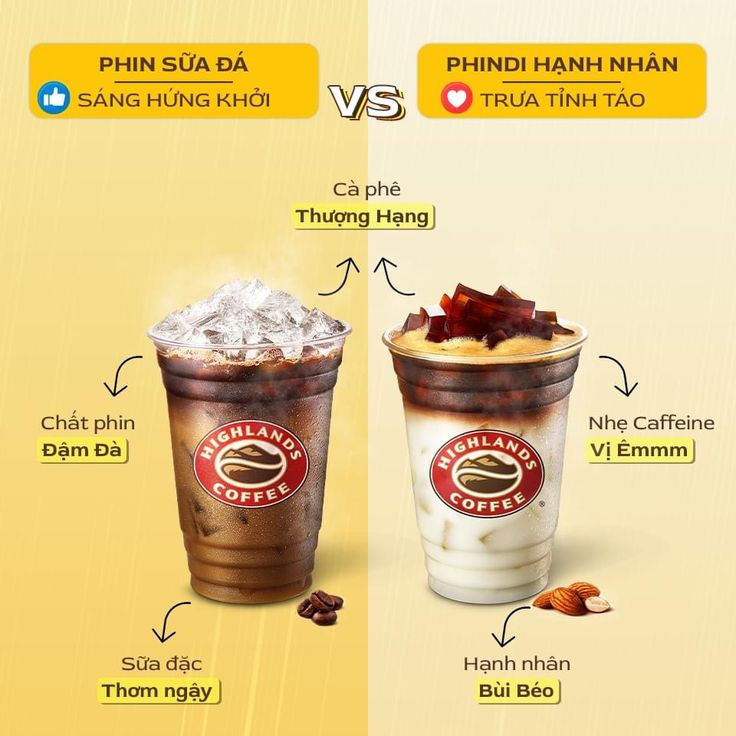 PHIN SỮA ĐÁ
SÁNG HỨNG KHỞI
VS
PHINDI HẠNH NHÂN
TRƯA TỈNH TÁO
Cà phê
Thượng Hạng
Chất phin
Đậm Đà
Nhẹ Caffeine
Vị Êmmm
HIGHLANDS
COFFEE
HIGHLANDS
COFFEE
®
Sữa đặc
Thơm ngậy
Hạnh nhân
Bùi Béo